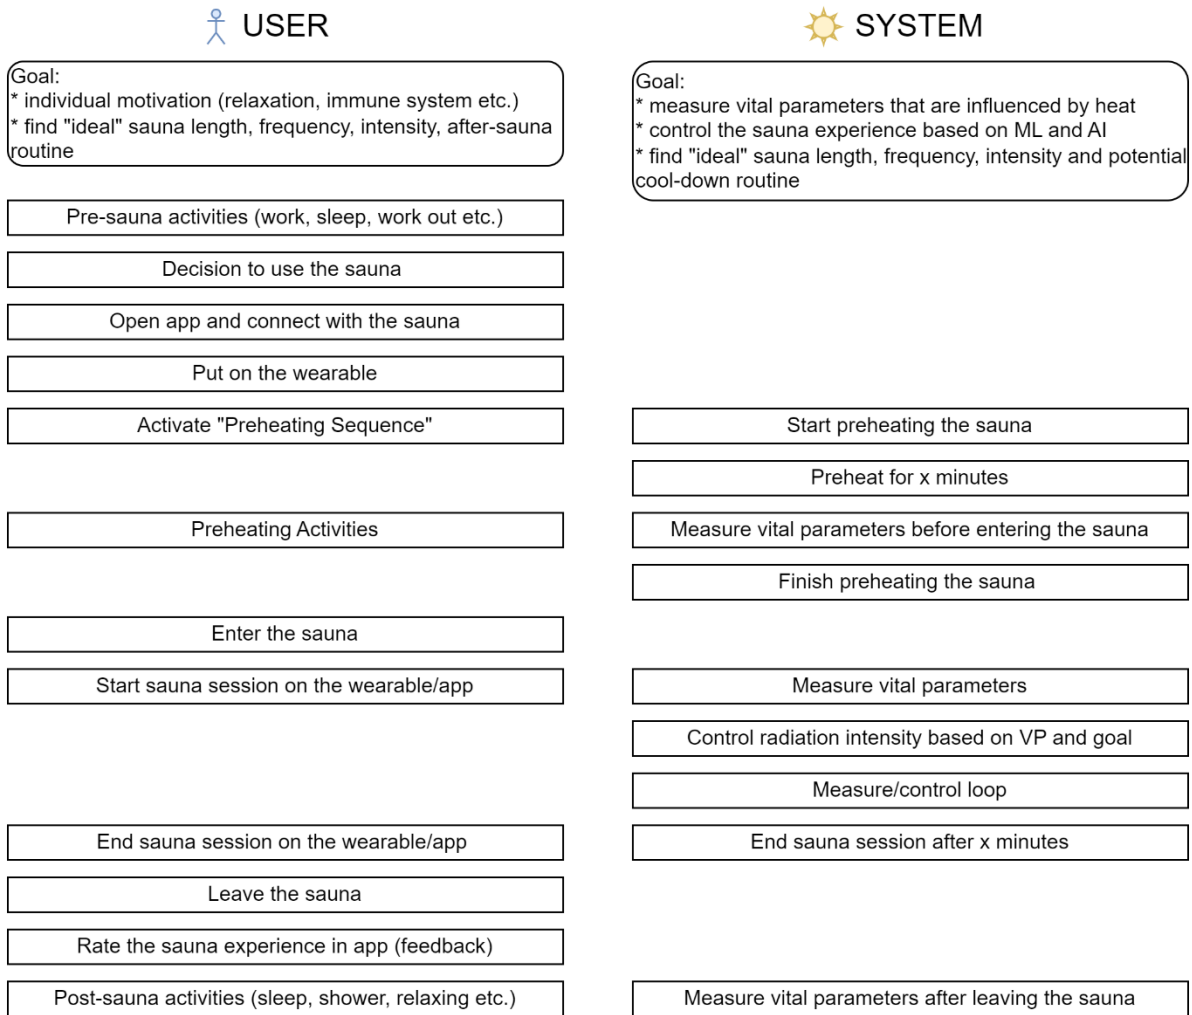 USER
SYSTEM
Goal:
* individual motivation (relaxation, immune system etc.)
* find "ideal" sauna length, frequency, intensity, after-sauna
routine
Goal:
* measure vital parameters that are influenced by heat
* control the sauna experience based on ML and AI
* find "ideal" sauna length, frequency, intensity and potential
cool-down routine
Pre-sauna activities (work, sleep, work out etc.)
Decision to use the sauna
Open app and connect with the sauna
Put on the wearable
Activate "Preheating Sequence"
Start preheating the sauna
Preheat for x minutes
Preheating Activities
Measure vital parameters before entering the sauna
Finish preheating the sauna
Enter the sauna
Start sauna session on the wearable/app
Measure vital parameters
Control radiation intensity based on VP and goal
Measure/control loop
End sauna session on the wearable/app
End sauna session after x minutes
Leave the sauna
Rate the sauna experience in app (feedback)
Post-sauna activities (sleep, shower, relaxing etc.)
Measure vital parameters after leaving the sauna